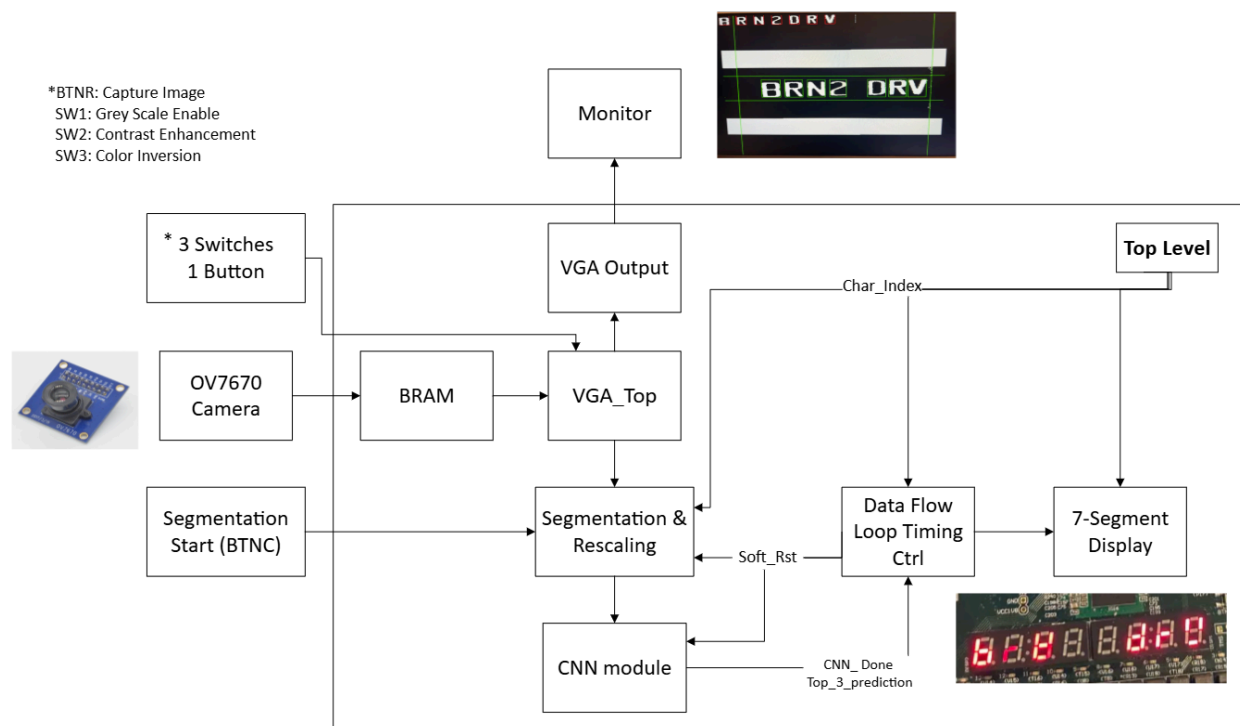 BRN2DRV
BRN2 DRV
*BTNR: Capture Image
SW1: Grey Scale Enable
SW2: Contrast Enhancement
SW3: Color Inversion
Monitor
* 3 Switches
1 Button
VGA Output
Top Level
Char_Index
OV7670
Camera
BRAM
VGA_Top
Segmentation
Start (BTNC)
Segmentation &
Rescaling
Data Flow
Loop Timing
Ctrl
7-Segment
Display
Soft_Rst
CNN module
CNN_ Done
Top_3_prediction